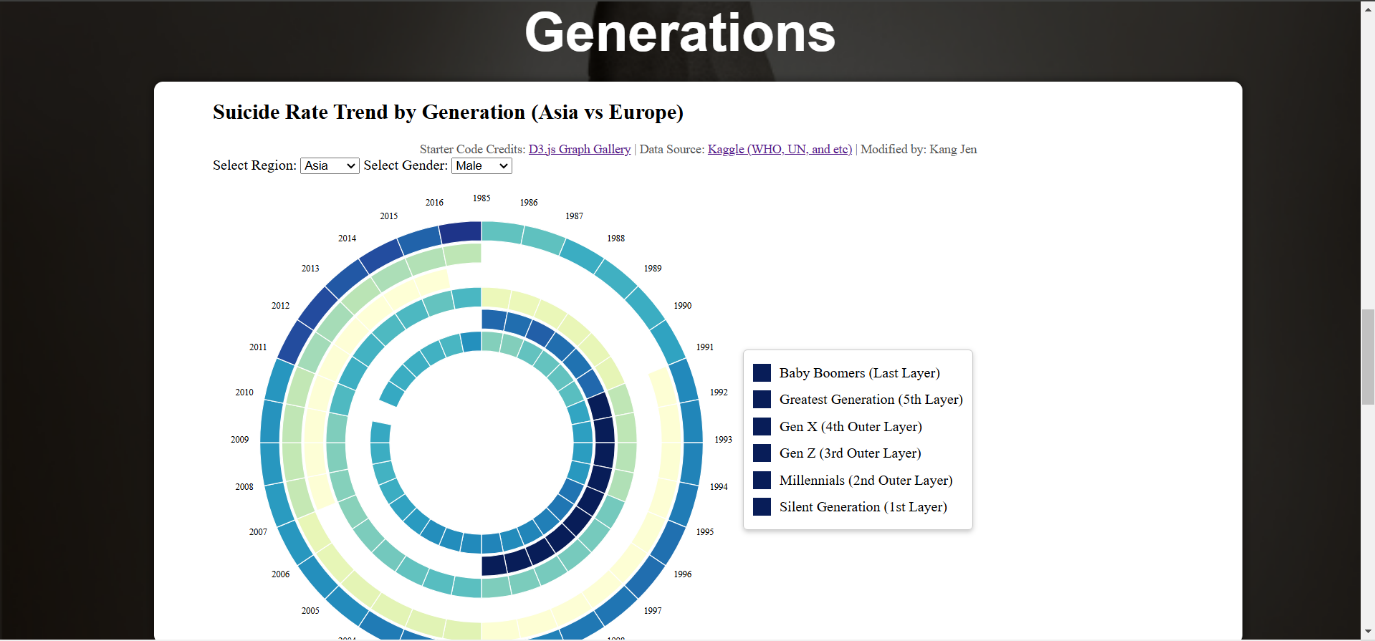 Generations
Suicide Rate Trend by Generation (Asia vs Europe)
Starter Code Credits: D3.js Graph Gallery | Data Source: Kaggle (WHO, UN, and etc) | Modified by: Kang Jen
Select Region: Asia Select Gender: Male
1985
1986
1987
1988
1989
1990
1991
1992
1993
1994
1995
1996
1997
2005
2006
2007
2008
2009
2010
2011
2012
2013
2014
2015
2016
Baby Boomers (Last Layer)
Greatest Generation (5th Layer)
Gen X (4th Outer Layer)
Gen Z (3rd Outer Layer)
Millennials (2nd Outer Layer)
Silent Generation (1st Layer)